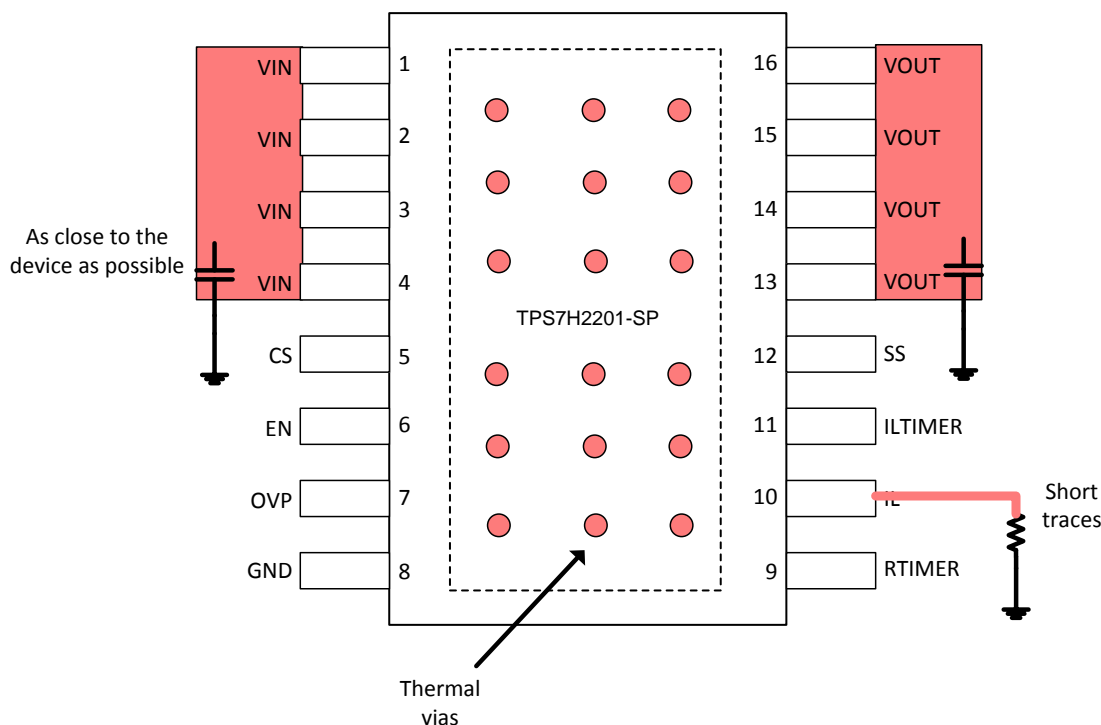 VIN 1 16 VOUT
VIN 2 15 VOUT
VIN 3 14 VOUT
As close to the
device as possible
VIN 4 13 VOUT
TPS7H2201-SP
CS 5 12 SS
EN 6 11 ILTIMER
OVP 7 10 IL
Short
traces
GND 8 9 RTIMER
Thermal
vias